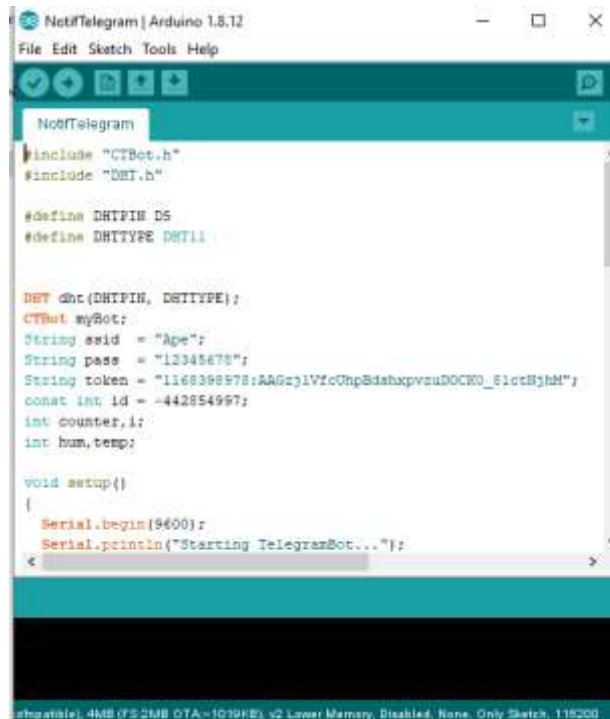 NotifTelegram | Arduino 1.8.12
File Edit Sketch Tools Help
NotifTelegram
#include "CTBot.h"
#include "DHT.h"
#define DHTPIN D5
#define DHTTYPE DHT11
DHT dht(DHTPIN, DHTTYPE);
CTBot myBot;
String ssid = "Ape";
String pass = "12345678";
String token =
const int id = -442854997;
int counter,i;
int hum,temp;
void setup()
{
Serial.begin(9600);
Serial.println("Starting TelegramBot...");
4MB (FS:2MB OTA:~1019KB), v2 Lower Memory, Disabled, None, Only Sketch, 115200